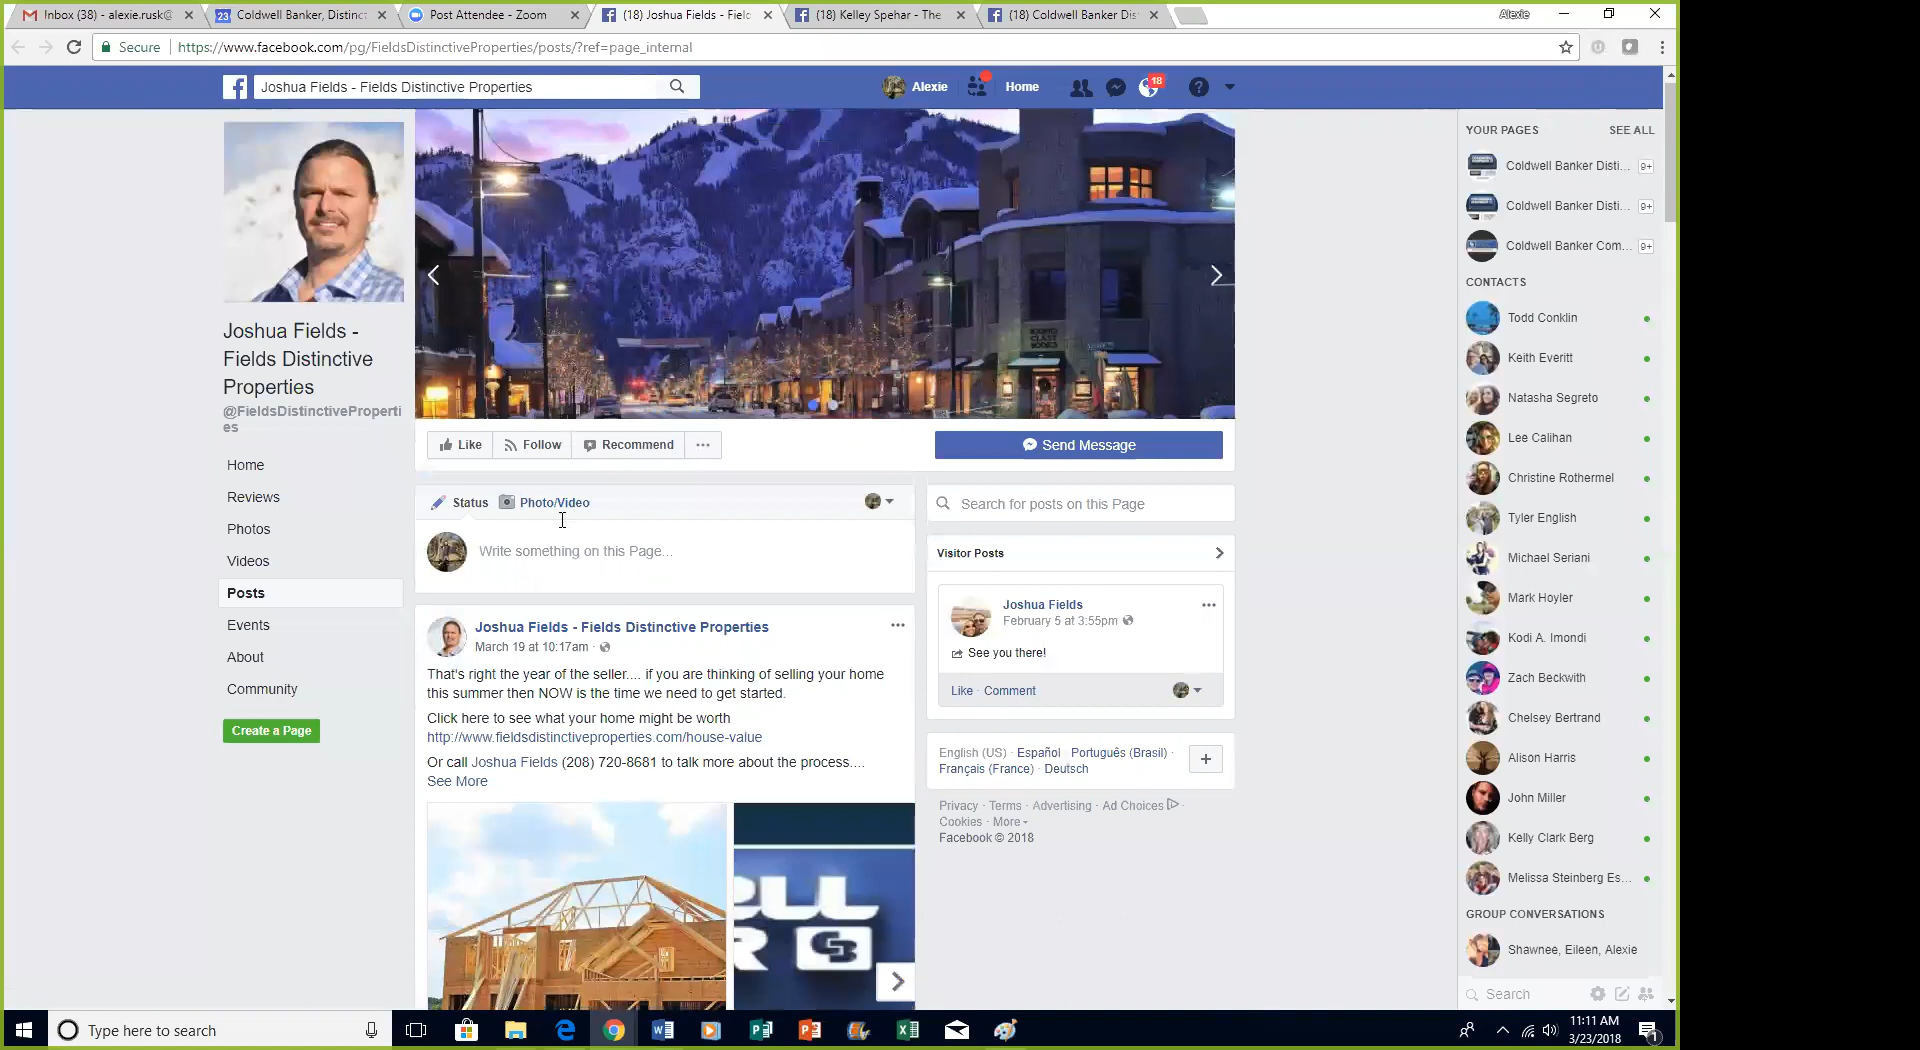 Inbox (38) - alexie.rusk@
23 Coldwell Banker, Distinct
Post Attendee - Zoom
(18) Joshua Fields - Fiel
(18) Kelley Spehar - The
(18) Coldwell Banker Dis
Alexie
Secure
https://www.facebook.com/pg/FieldsDistinctiveProperties/posts/?ref=page_internal
Joshua Fields - Fields Distinctive Properties
Alexie
Home
18
Joshua Fields -
Fields Distinctive
Properties
@FieldsDistinctiveProperti
es
Home
Reviews
Photos
Videos
Posts
Events
About
Community
Create a Page
Like
Follow
Recommend
Send Message
Status
Photo/Video
Write something on this Page...
Joshua Fields - Fields Distinctive Properties
March 19 at 10:17am
That's right the year of the seller.... if you are thinking of selling your home
this summer then NOW is the time we need to get started.
Click here to see what your home might be worth
http://www.fieldsdistinctiveproperties.com/house-value
Or call Joshua Fields (208) 720-8681 to talk more about the process....
See More
Search for posts on this Page
Visitor Posts
Joshua Fields
February 5 at 3:55pm
See you there!
Like · Comment
English (US) · Español · Português (Brasil) ·
Français (France) · Deutsch
Privacy · Terms · Advertising · Ad Choices ·
Cookies · More
Facebook © 2018
YOUR PAGES SEE ALL
Coldwell Banker Disti... 9+
Coldwell Banker Disti... 9+
Coldwell Banker Com... 9+
CONTACTS
Todd Conklin
Keith Everitt
Natasha Segreto
Lee Calihan
Christine Rothermel
Tyler English
Michael Seriani
Mark Hoyler
Kodi A. Imondi
Zach Beckwith
Chelsey Bertrand
Alison Harris
John Miller
Kelly Clark Berg
Melissa Steinberg Es...
GROUP CONVERSATIONS
Shawnee, Eileen, Alexie
Search
Type here to search
11:11 AM
3/23/2018
1